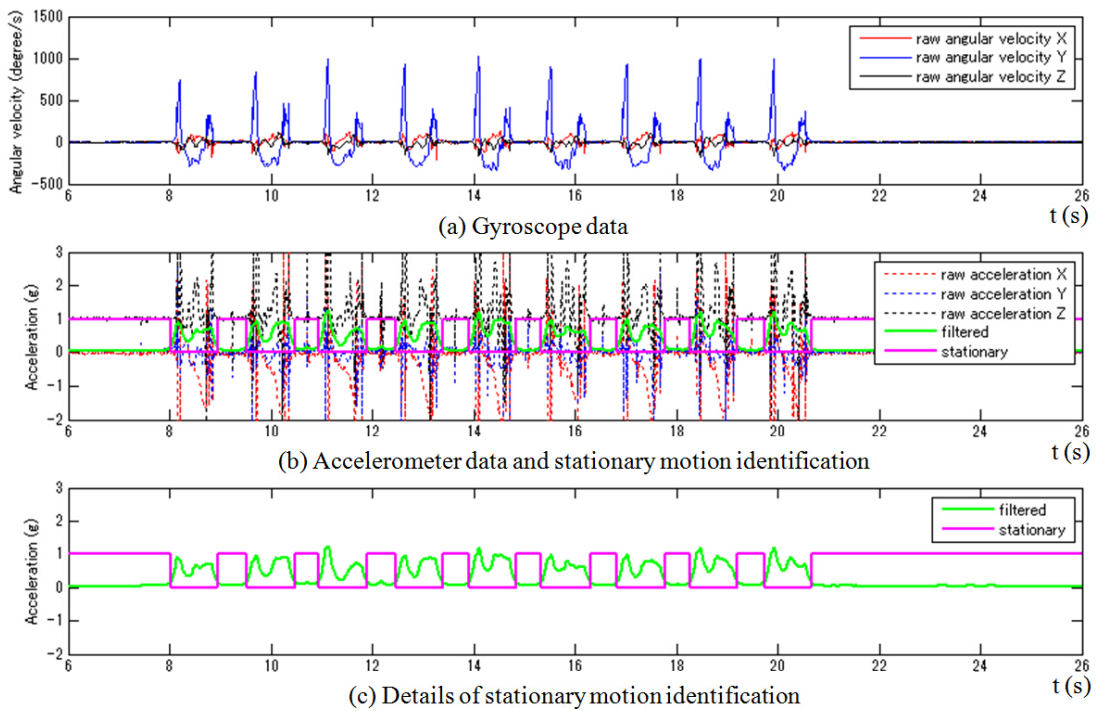 1500
1000
500
0
-500
Angular velocity (degree/s)
raw angular velocity X
raw angular velocity Y
raw angular velocity Z
6 8 10 12 14 16 18 20 22 24 26
t (s)
(a) Gyroscope data
3
2
1
0
-1
-2
Acceleration (g)
raw acceleration X
raw acceleration Y
raw acceleration Z
filtered
stationary
6 8 10 12 14 16 18 20 22 24 26
t (s)
(b) Accelerometer data and stationary motion identification
3
2
1
0
-1
-2
Acceleration (g)
filtered
stationary
6 8 10 12 14 16 18 20 22 24 26
t (s)
(c) Details of stationary motion identification